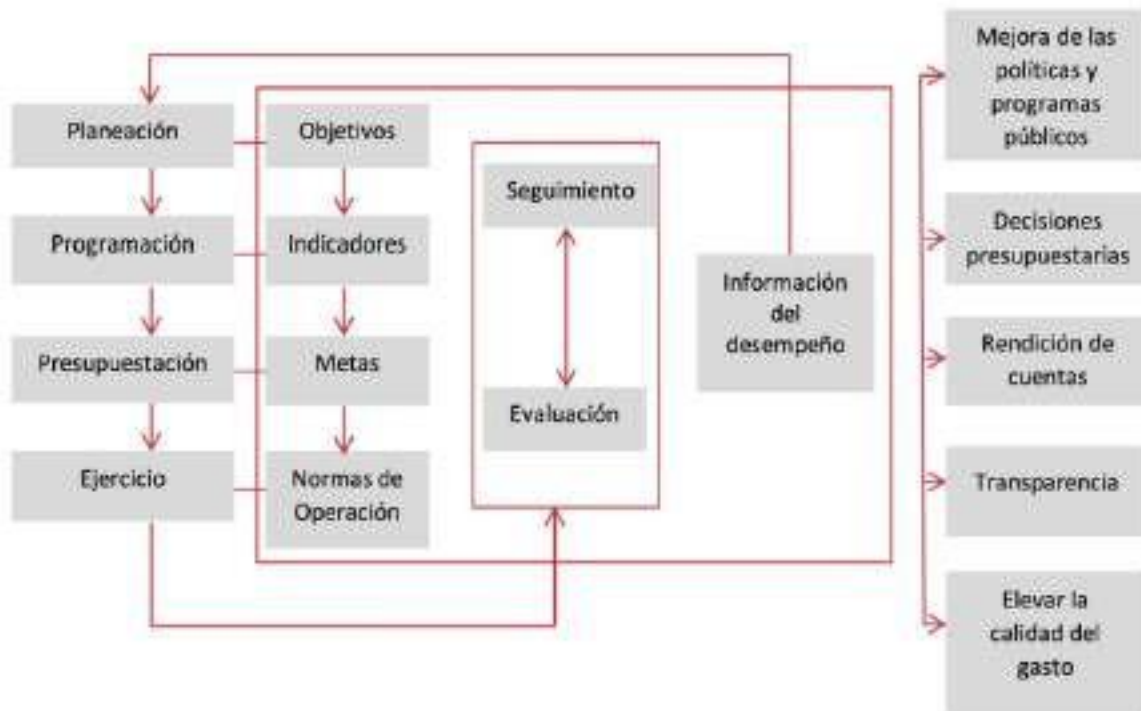 Planeación
Programación
Presupuestación
Ejercicio
Objetivos
Indicadores
Metas
Normas de
Operación
Seguimiento
Evaluación
Información
del
desempeño
Mejora de las
políticas y
programas
públicos
Decisiones
presupuestarias
Rendición de
cuentas
Transparencia
Elevar la
calidad del
gasto